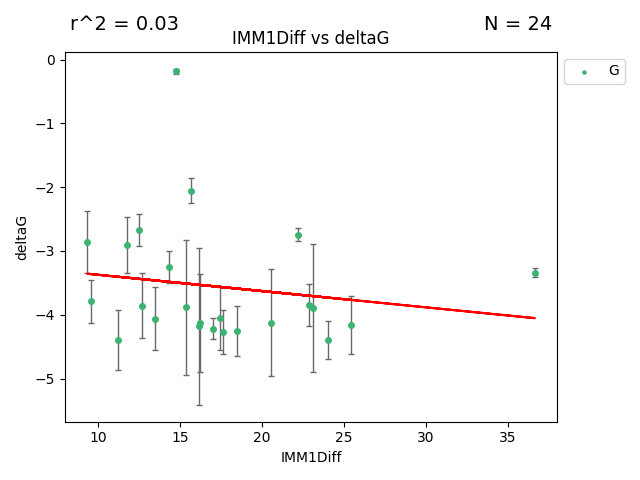 r^2 = 0.03
N = 24
IMM1Diff vs deltaG
G
0
−1
−2
−3
−4
−5
deltaG
10 15 20 25 30 35
IMM1Diff